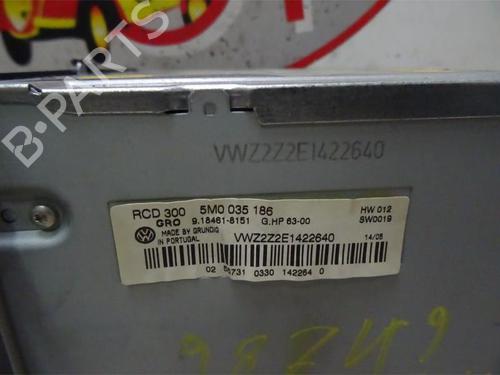 B-PARTS
VWZ2Z2E1422640
RCD 300 5M0 035 186 HW 012
GRO 9.18461-8151 G.HP 63-00 SW0019
MADE BY GRUNDIG
IN PORTUGAL VWZ2Z2E1422640 14/08
0330 142264 0
98ZH9